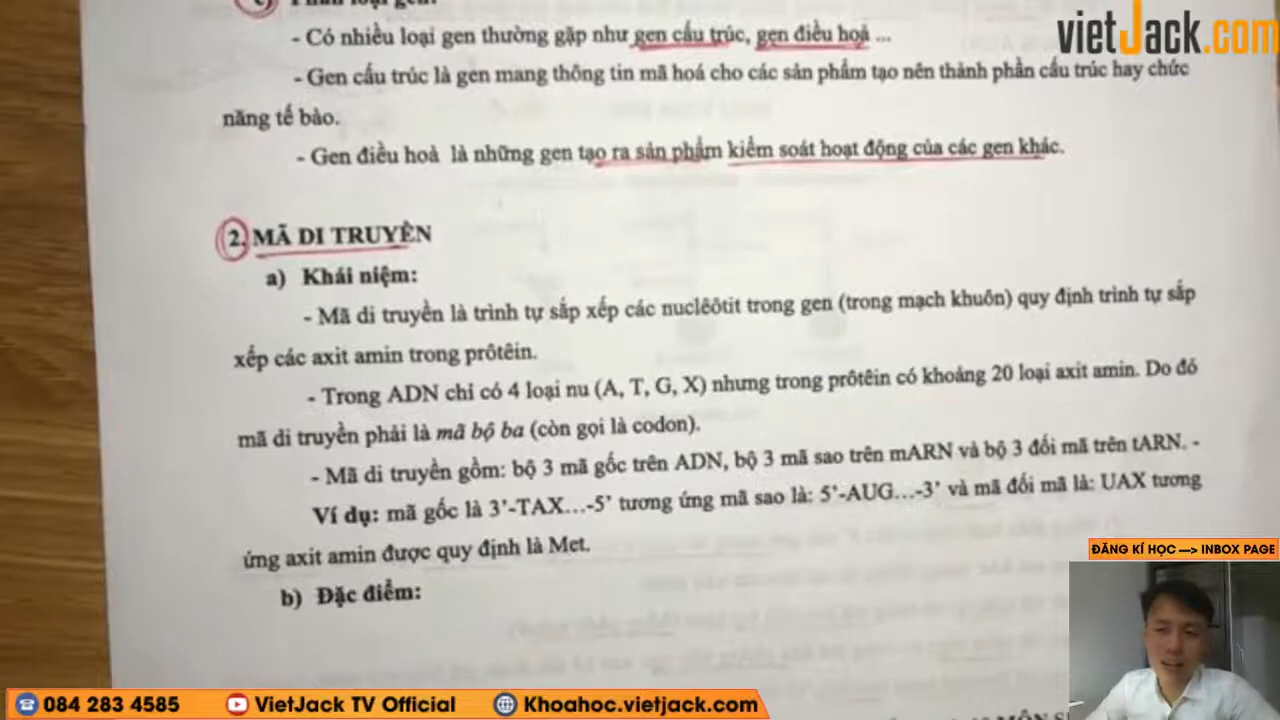 c) Phân loại gen:
vietJack.com
- Có nhiều loại gen thường gặp như gen cấu trúc, gen điều hoà ...
- Gen cấu trúc là gen mang thông tin mã hoá cho các sản phẩm tạo nên thành phần cấu trúc hay chức
năng tế bào.
- Gen điều hoà là những gen tạo ra sản phẩm kiểm soát hoạt động của các gen khác.
2. MÃ DI TRUYỀN
a) Khái niệm:
- Mã di truyền là trình tự sắp xếp các nuclêôtit trong gen (trong mạch khuôn) quy định trình tự sắp
xếp các axit amin trong prôtêin.
- Trong ADN chỉ có 4 loại nu (A, T, G, X) nhưng trong prôtêin có khoảng 20 loại axit amin. Do đó
mã di truyền phải là mã bộ ba (còn gọi là codon).
- Mã di truyền gồm: bộ 3 mã gốc trên ADN, bộ 3 mã sao trên mARN và bộ 3 đối mã trên tARN. -
Ví dụ: mã gốc là 3’-TAX…-5’ tương ứng mã sao là: 5’-AUG…-3’ và mã đối mã là: UAX tương
ứng axit amin được quy định là Met.
b) Đặc điểm:
ĐĂNG KÍ HỌC —> INBOX PAGE
084 283 4585
VietJack TV Official
Khoahoc.vietjack.com